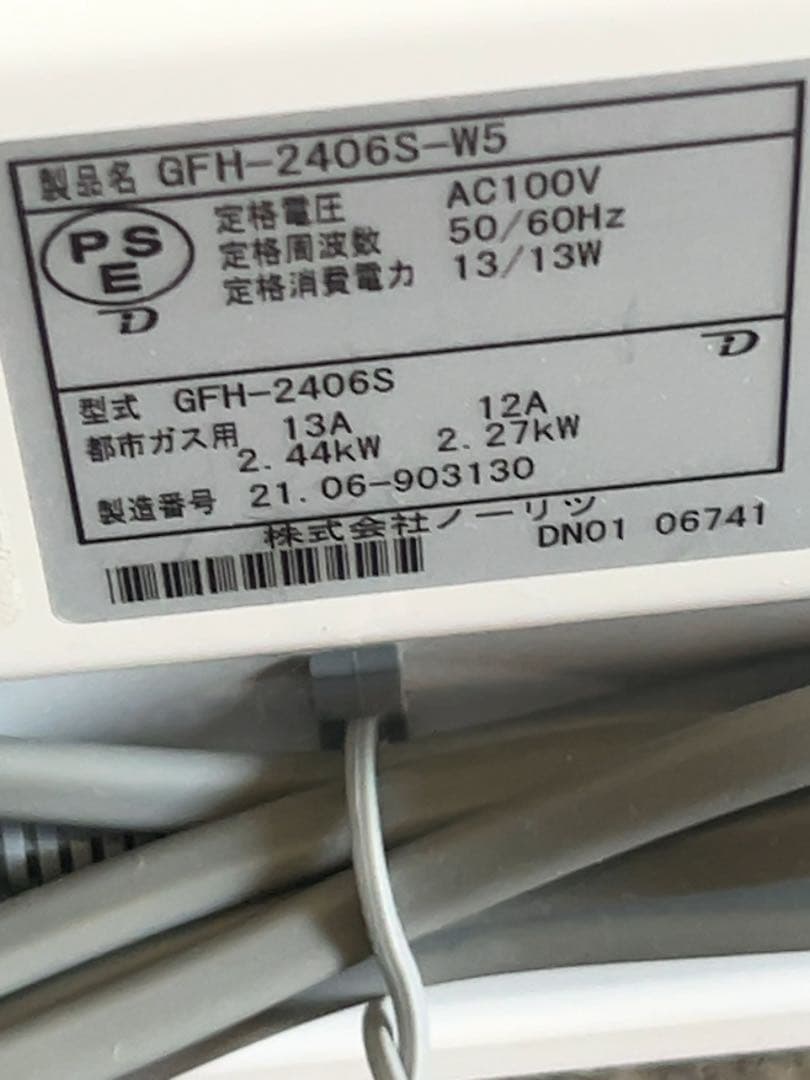 製品名 GFH-2406S-W5
PSE
定格電圧 AC100V
定格周波数 50/60Hz
定格消費電力 13/13W
型式 GFH-2406S
都市ガス用 13A 12A
2.44kW 2.27kW
製造番号 21.06-903130
株式会社ノーリツ
DN01 06741